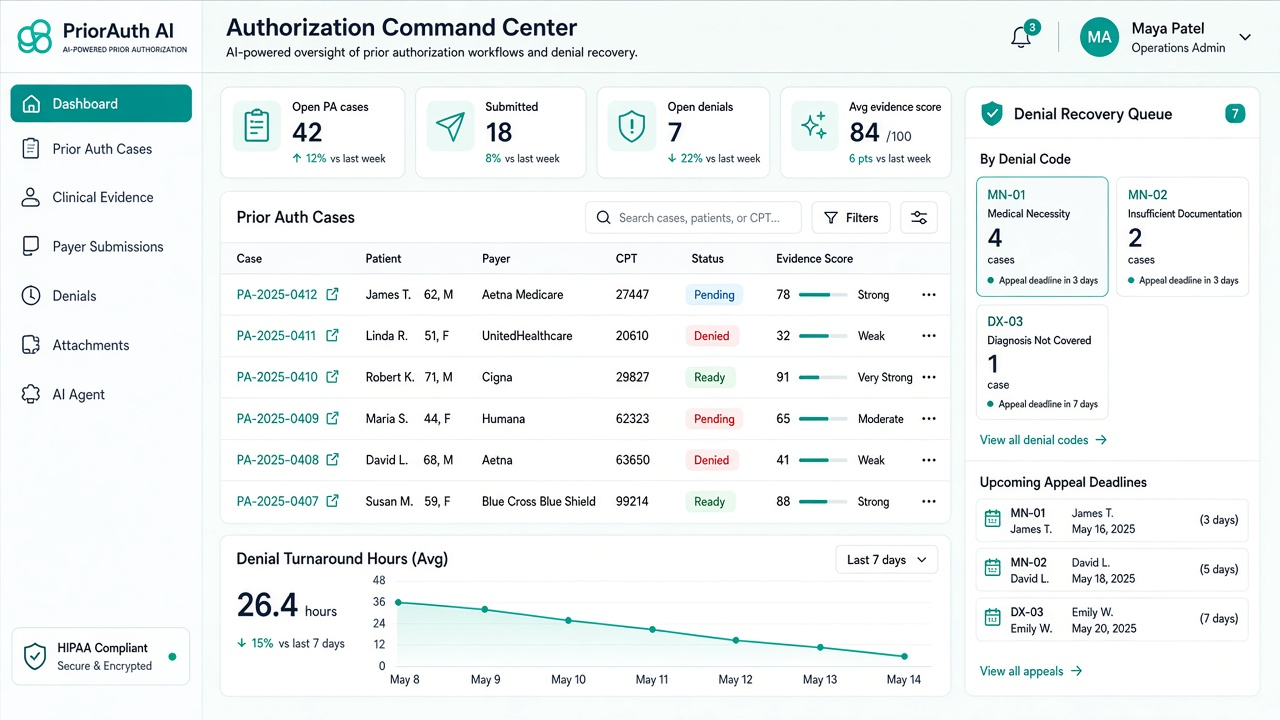 PriorAuth AI
AI-POWERED PRIOR AUTHORIZATION
Authorization Command Center
AI-powered oversight of prior authorization workflows and denial recovery.
3
MA
Maya Patel
Operations Admin
Dashboard
Prior Auth Cases
Clinical Evidence
Payer Submissions
Denials
Attachments
AI Agent
HIPAA Compliant
Secure & Encrypted
Open PA cases
42
↑ 12% vs last week
Submitted
18
8% vs last week
Open denials
7
↓ 22% vs last week
Avg evidence score
84 /100
6 pts vs last week
Prior Auth Cases
Search cases, patients, or CPT...
Filters
Case Patient Payer CPT Status Evidence Score
PA-2025-0412 James T. 62, M Aetna Medicare 27447 Pending 78 Strong
PA-2025-0411 Linda R. 51, F UnitedHealthcare 20610 Denied 32 Weak
PA-2025-0410 Robert K. 71, M Cigna 29827 Ready 91 Very Strong
PA-2025-0409 Maria S. 44, F Humana 62323 Pending 65 Moderate
PA-2025-0408 David L. 68, M Aetna 63650 Denied 41 Weak
PA-2025-0407 Susan M. 59, F Blue Cross Blue Shield 99214 Ready 88 Strong
Denial Turnaround Hours (Avg)
Last 7 days
26.4 hours
↓ 15% vs last 7 days
48
36
24
12
0
May 8 May 9 May 10 May 11 May 12 May 13 May 14
Denial Recovery Queue
7
By Denial Code
MN-01
Medical Necessity
4
cases
Appeal deadline in 3 days
MN-02
Insufficient Documentation
2
cases
Appeal deadline in 3 days
DX-03
Diagnosis Not Covered
1
case
Appeal deadline in 7 days
View all denial codes →
Upcoming Appeal Deadlines
MN-01 James T.
James T. May 16, 2025 (3 days)
MN-02 David L.
David L. May 18, 2025 (5 days)
DX-03 Emily W.
Emily W. May 20, 2025 (7 days)
View all appeals →